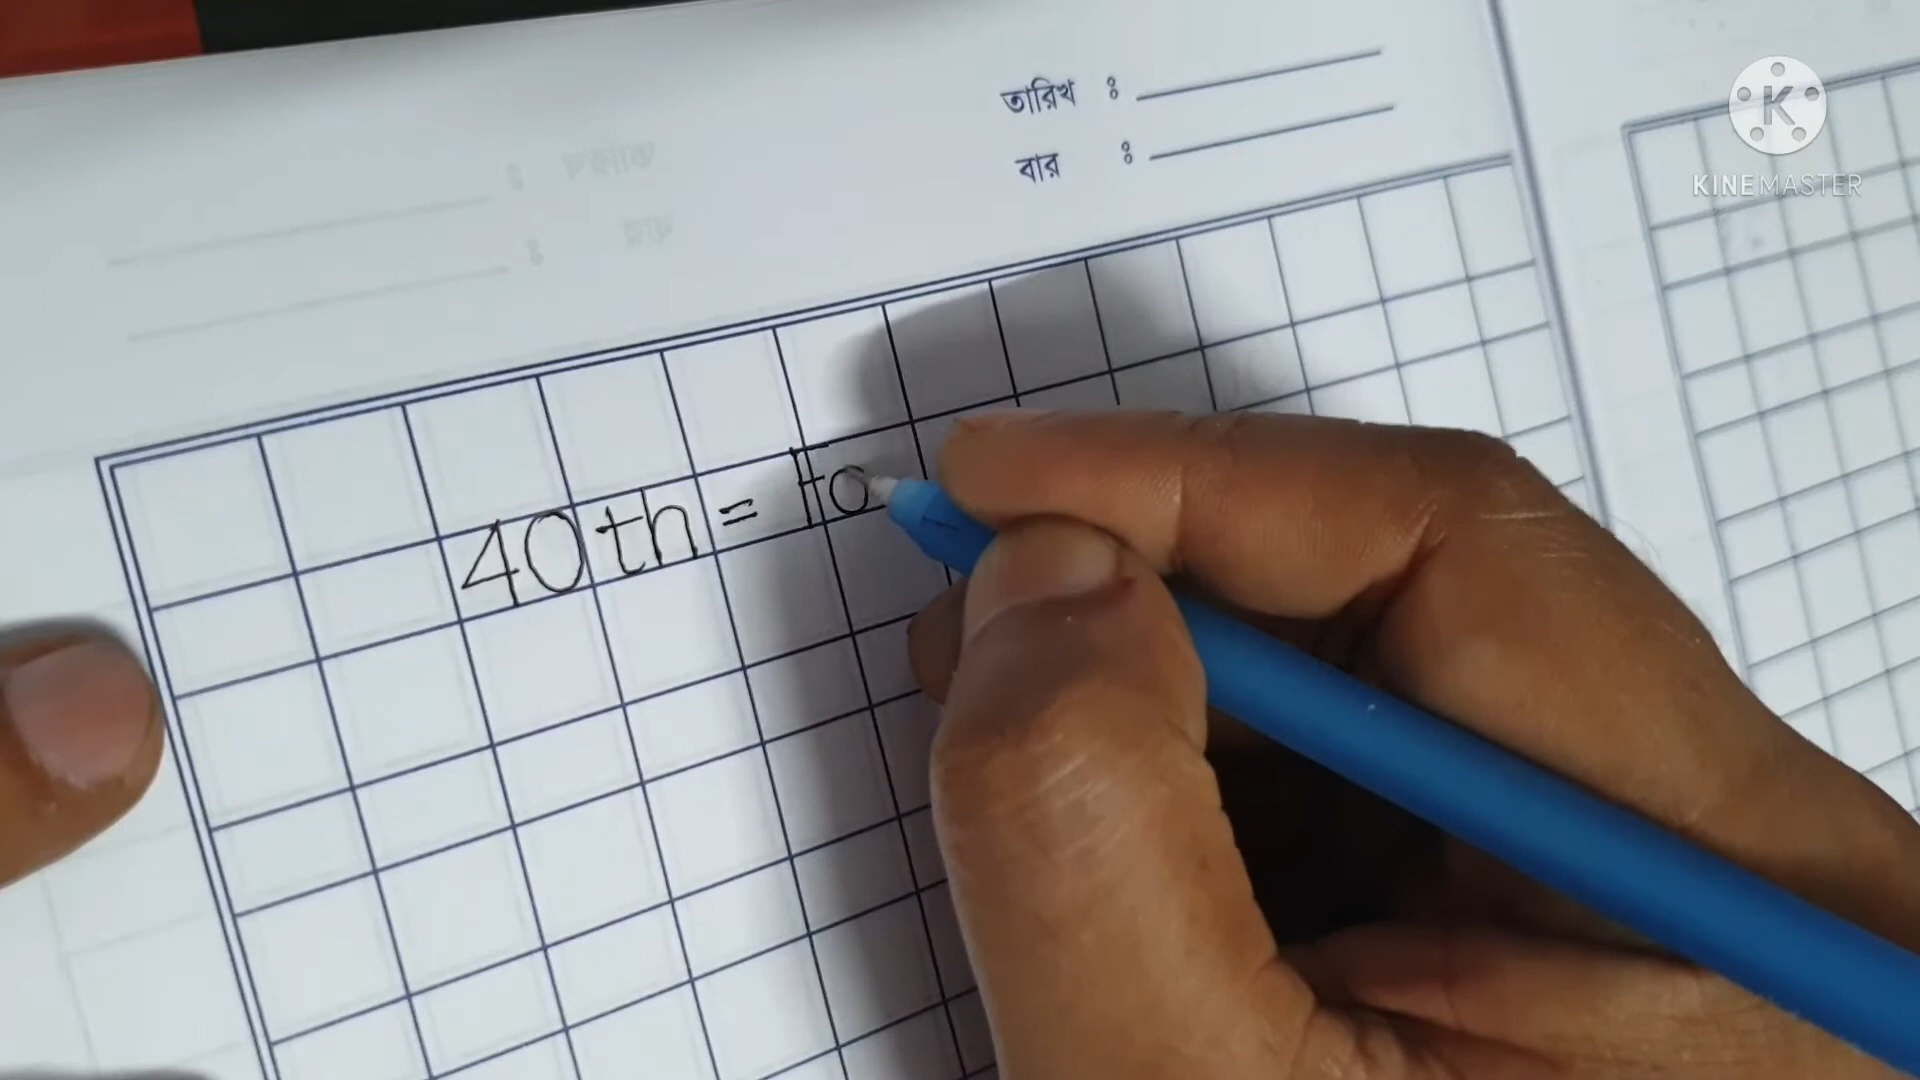 তারিখ ঃ
বার ঃ
KINEMASTER
40th = Fo